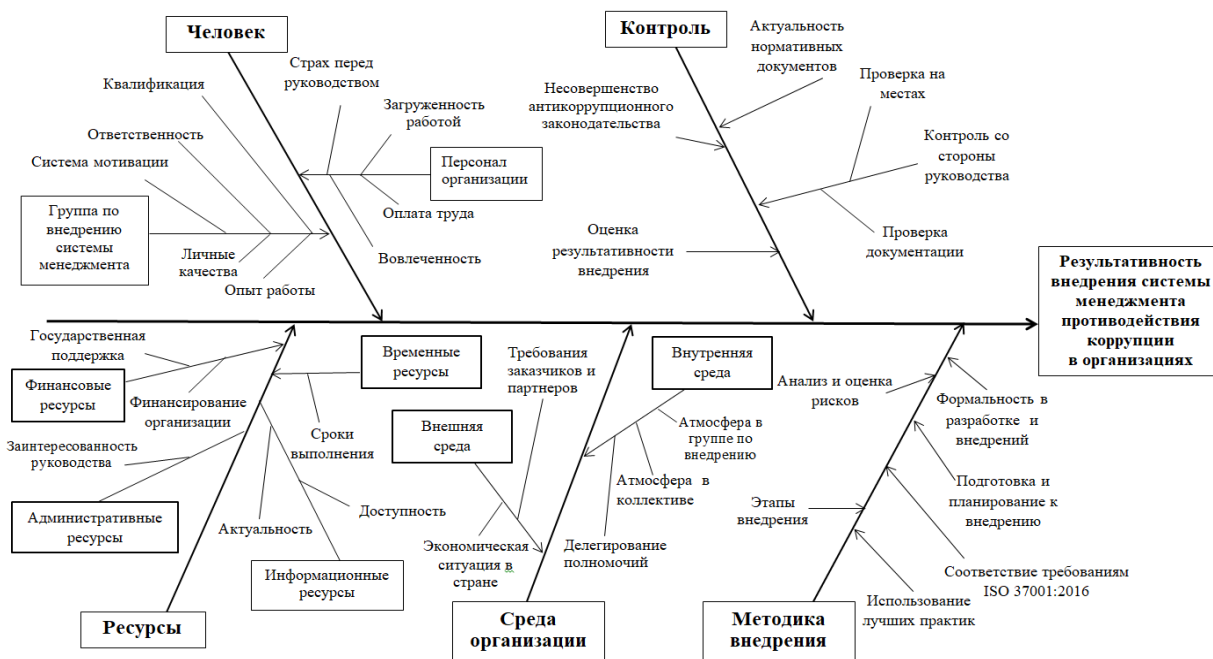 Человек
Контроль
Актуальность
нормативных
документов
Страх перед
руководством
Квалификация
Проверка на
местах
Несовершенство
антикоррупционного
законодательства
Загруженность
работой
Ответственность
Система мотивации
Контроль со
стороны
руководства
Персонал
организации
Группа по
внедрению
системы
менеджмента
Оплата труда
Личные
качества
Вовлеченность
Опыт работы
Оценка
результативности
внедрения
Проверка
документации
Результативность
внедрения системы
менеджмента
противодействия
коррупции
в организациях
Государственная
поддержка
Временные
ресурсы
Требования
заказчиков и
партнеров
Внутренняя
среда
Финансовые
ресурсы
Финансирование
организации
Анализ и оценка
рисков
Формальность в
разработке и
внедрений
Внешняя
среда
Атмосфера в
группе по
внедрению
Сроки
выполнения
Заинтересованность
руководства
Атмосфера в
коллективе
Подготовка и
планирование к
внедрению
Административные
ресурсы
Актуальность
Доступность
Этапы
внедрения
Экономическая
ситуация в
стране
Делегирование
полномочий
Информационные
ресурсы
Соответствие требованиям
ISO 37001:2016
Использование
лучших практик
Ресурсы
Среда
организации
Методика
внедрения